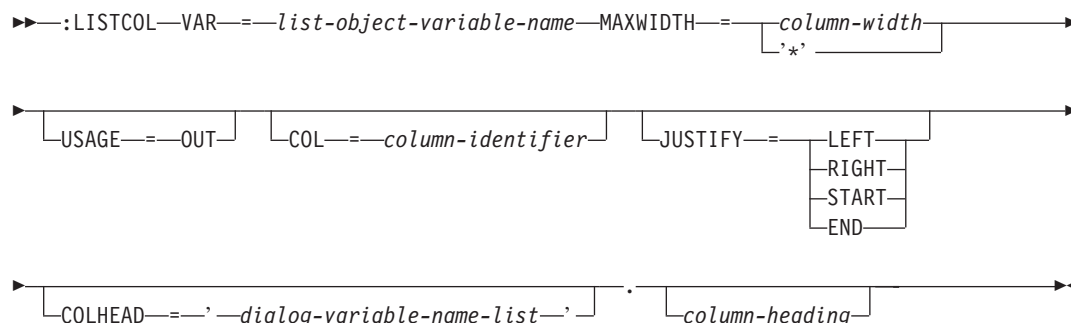 :LISTCOL VAR = list-object-variable-name MAXWIDTH = column-width
'*'
USAGE = OUT COL = column-identifier JUSTIFY = LEFT
RIGHT
START
END
COLHEAD = ' dialog-variable-name-list ' . column-heading